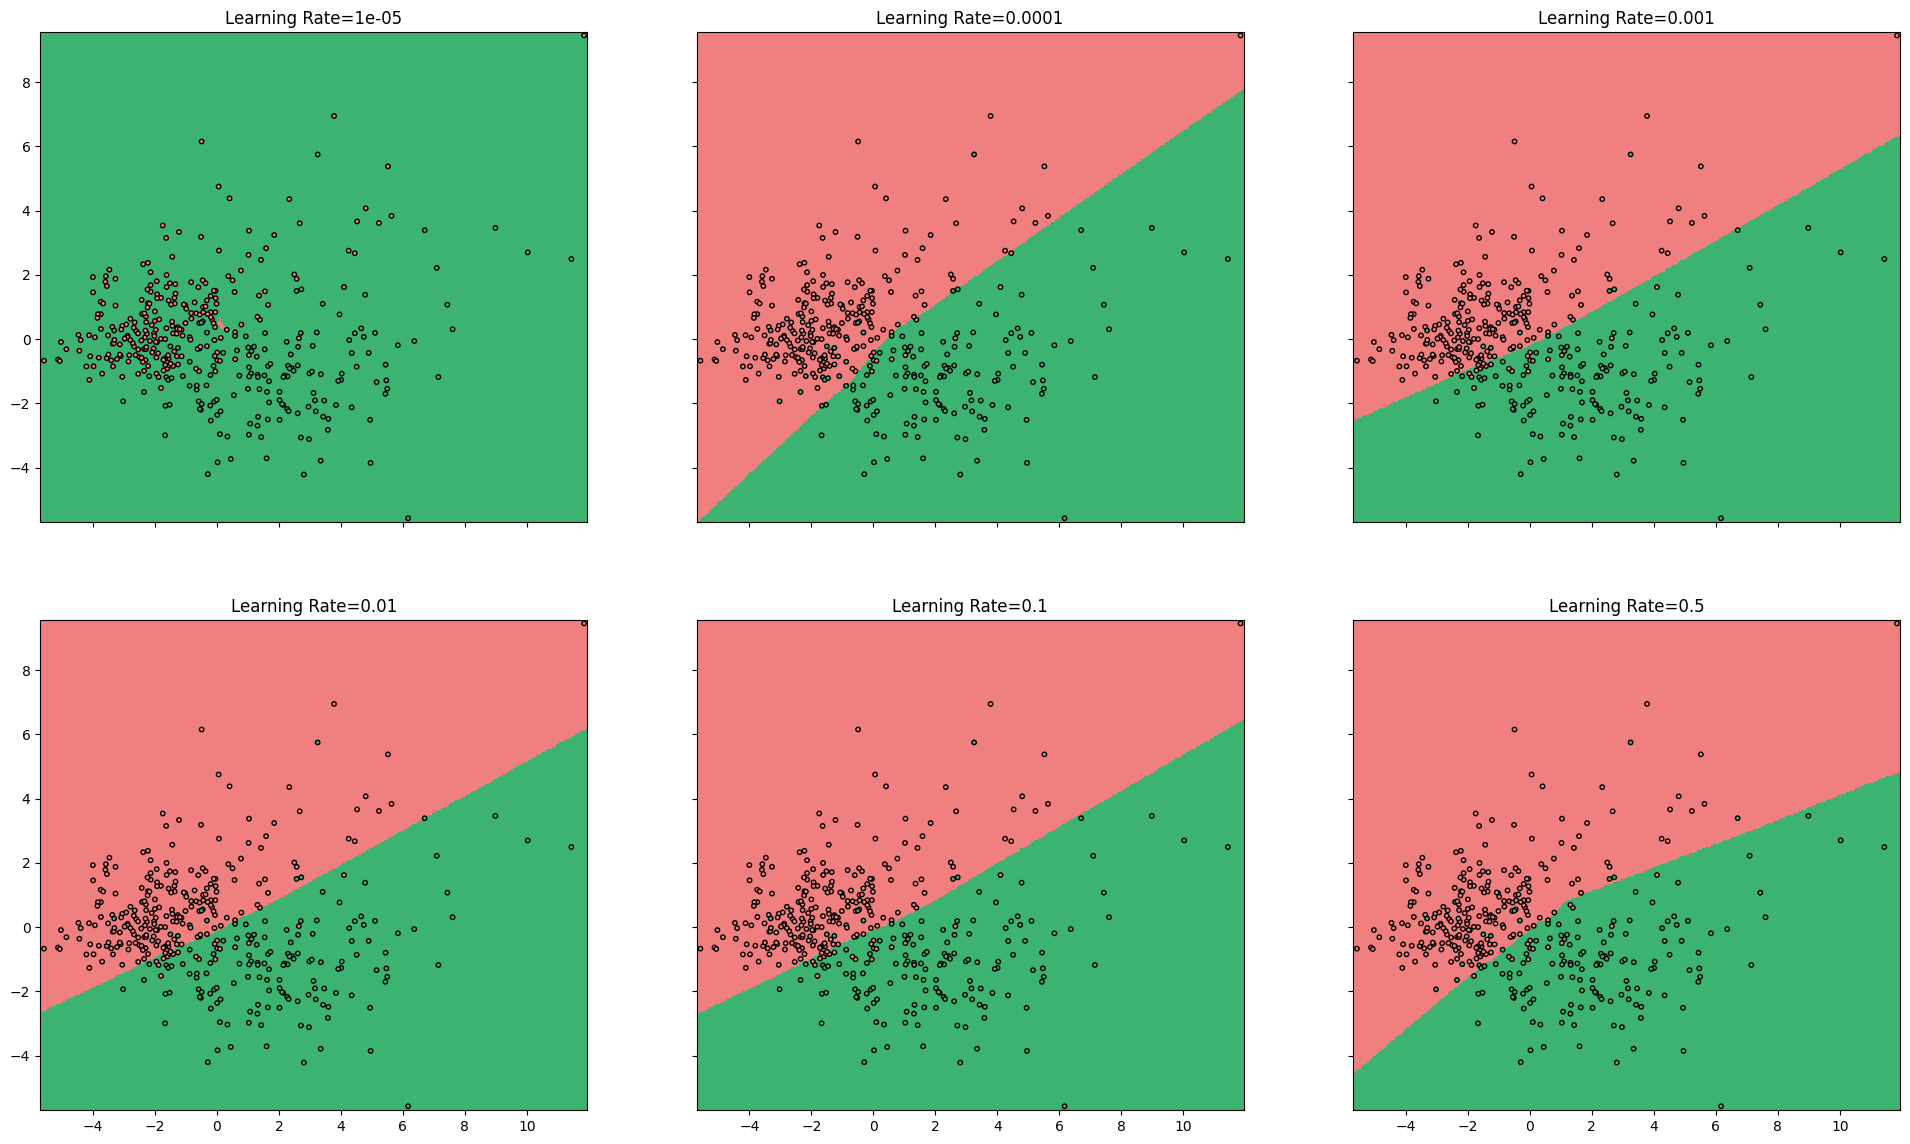 Learning Rate=1e-05
Learning Rate=0.0001
Learning Rate=0.001
8
6
4
2
0
−2
−4
Learning Rate=0.01
Learning Rate=0.1
Learning Rate=0.5
8
6
4
2
0
−2
−4
−4 −2 0 2 4 6 8 10
−4 −2 0 2 4 6 8 10
−4 −2 0 2 4 6 8 10